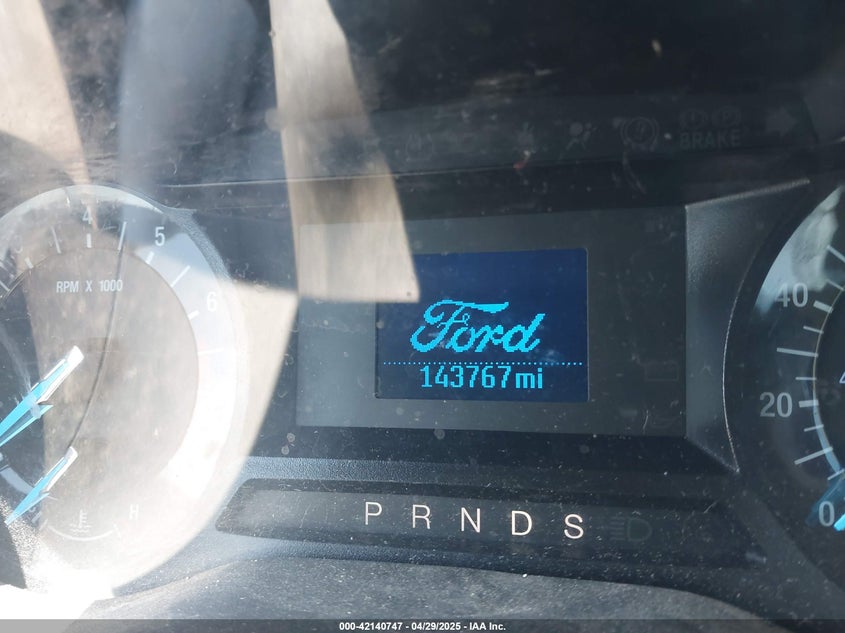 BRAKE
4
5
RPM X 1000
6
40
Ford
143767mi
20
H
P R N D S
0
000-42140747 - 04/29/2025 - IAA Inc.